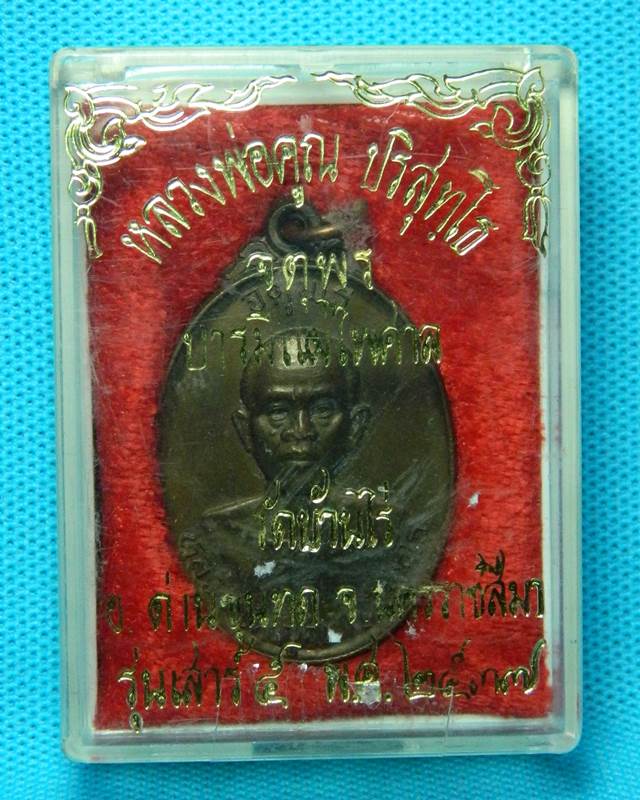 หลวงพ่อคูณ ปริสุทฺโธ
จตุพร
บารมีแผ่ไพศาล
วัดบ้านไร่
อ. ด่านขุนทด จ. นครราชสีมา
รุ่นเสาร์ ๕ พ.ศ. ๒๕๓๗